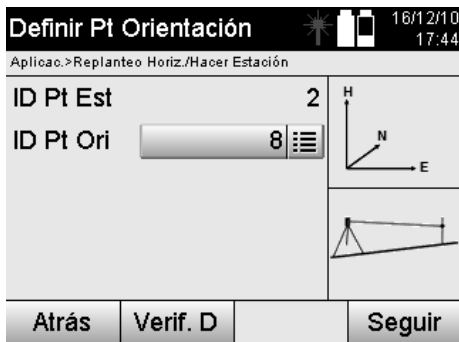 Definir Pt Orientación
16/12/10
17:44
Aplicac.>Replanteo Horiz./Hacer Estación
ID Pt Est 2
ID Pt Ori 8
H
N
E
Atrás Verif. D Seguir